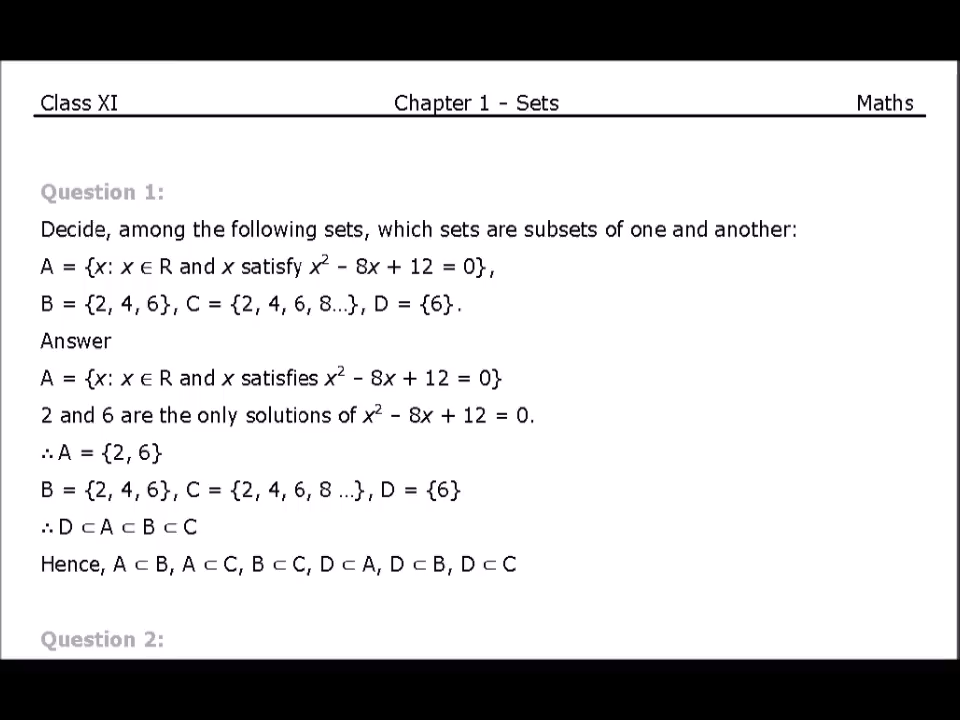 Class XI Chapter 1 – Sets Maths
Question 1:
Decide, among the following sets, which sets are subsets of one and another:
A = {x: x ∈ R and x satisfy x² – 8x + 12 = 0},
B = {2, 4, 6}, C = {2, 4, 6, 8…}, D = {6}.
Answer
A = {x: x ∈ R and x satisfies x² – 8x + 12 = 0}
2 and 6 are the only solutions of x² – 8x + 12 = 0.
∴ A = {2, 6}
B = {2, 4, 6}, C = {2, 4, 6, 8 …}, D = {6}
∴ D ⊂ A ⊂ B ⊂ C
Hence, A ⊂ B, A ⊂ C, B ⊂ C, D ⊂ A, D ⊂ B, D ⊂ C
Question 2: